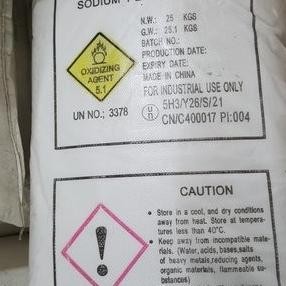 SODIUM
N.W.: 25 KGS
G.W.: 25.1 KGS
BATCH NO.:
PRODUCTION DATE:
EXPIRY DATE:
MADE IN CHINA
FOR INDUSTRIAL USE ONLY
OXIDIZING
AGENT
5.1
UN NO.; 3378
un
5H3/Y26/S/21
CN/C400017 PI:004
CAUTION
• Store in a cool, and dry conditions
away from heat. Store at tempera-
tures less than 40°C.
• Keep away from incompatible mate-
rials. (Water, acids, bases, salts
of heavy metals, reducing agents,
organic materials, flammeable su-
bstances)